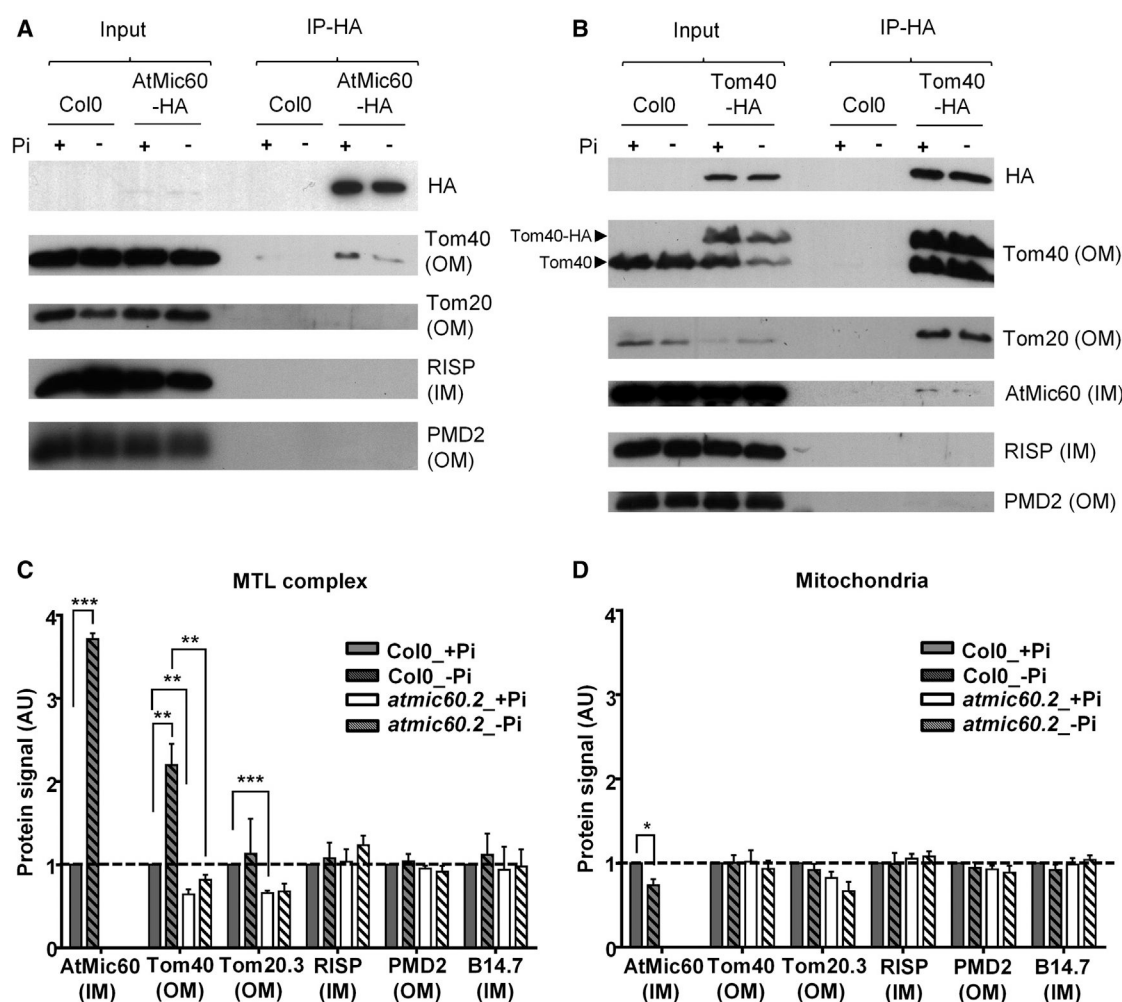 A
Input
IP-HA
Col0
AtMic60
-HA
Col0
AtMic60
-HA
Pi + - + - + - + -
HA
Tom40
(OM)
Tom20
(OM)
RISP
(IM)
PMD2
(OM)
B
Input
IP-HA
Col0
Tom40
-HA
Col0
Tom40
-HA
+ - + - + - + -
HA
Tom40-HA
Tom40
Tom40 (OM)
Tom20 (OM)
AtMic60 (IM)
RISP (IM)
PMD2 (OM)
C
MTL complex
Protein signal (AU)
4
3
2
1
0
***
**
**
**
***
Col0_+Pi
Col0_-Pi
atmic60.2_+Pi
atmic60.2_-Pi
AtMic60 Tom40 Tom20.3 RISP PMD2 B14.7
(IM) (OM) (OM) (IM) (OM) (IM)
D
Mitochondria
Protein signal (AU)
4
3
2
1
0
*
Col0_+Pi
Col0_-Pi
atmic60.2_+Pi
atmic60.2_-Pi
AtMic60 Tom40 Tom20.3 RISP PMD2 B14.7
(IM) (OM) (OM) (IM) (OM) (IM)